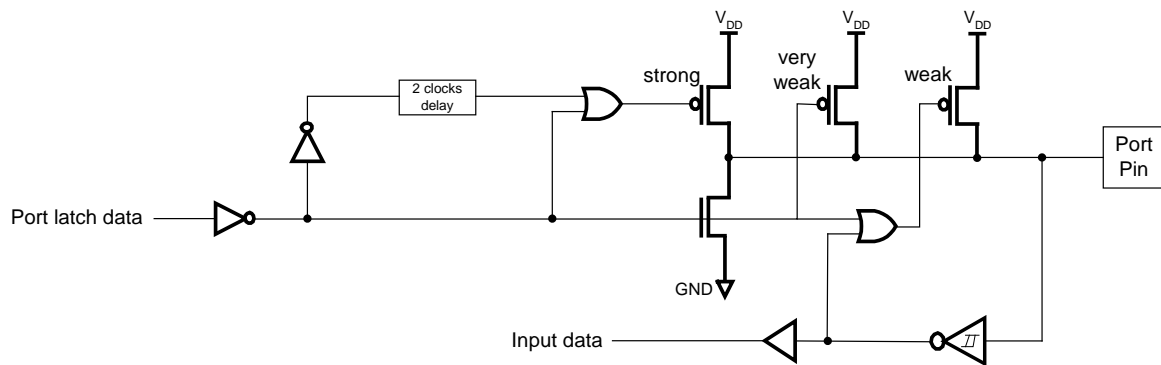 V_DD
V_DD
V_DD
strong
very
weak
weak
2 clocks
delay
Port
Pin
Port latch data
GND
Input data